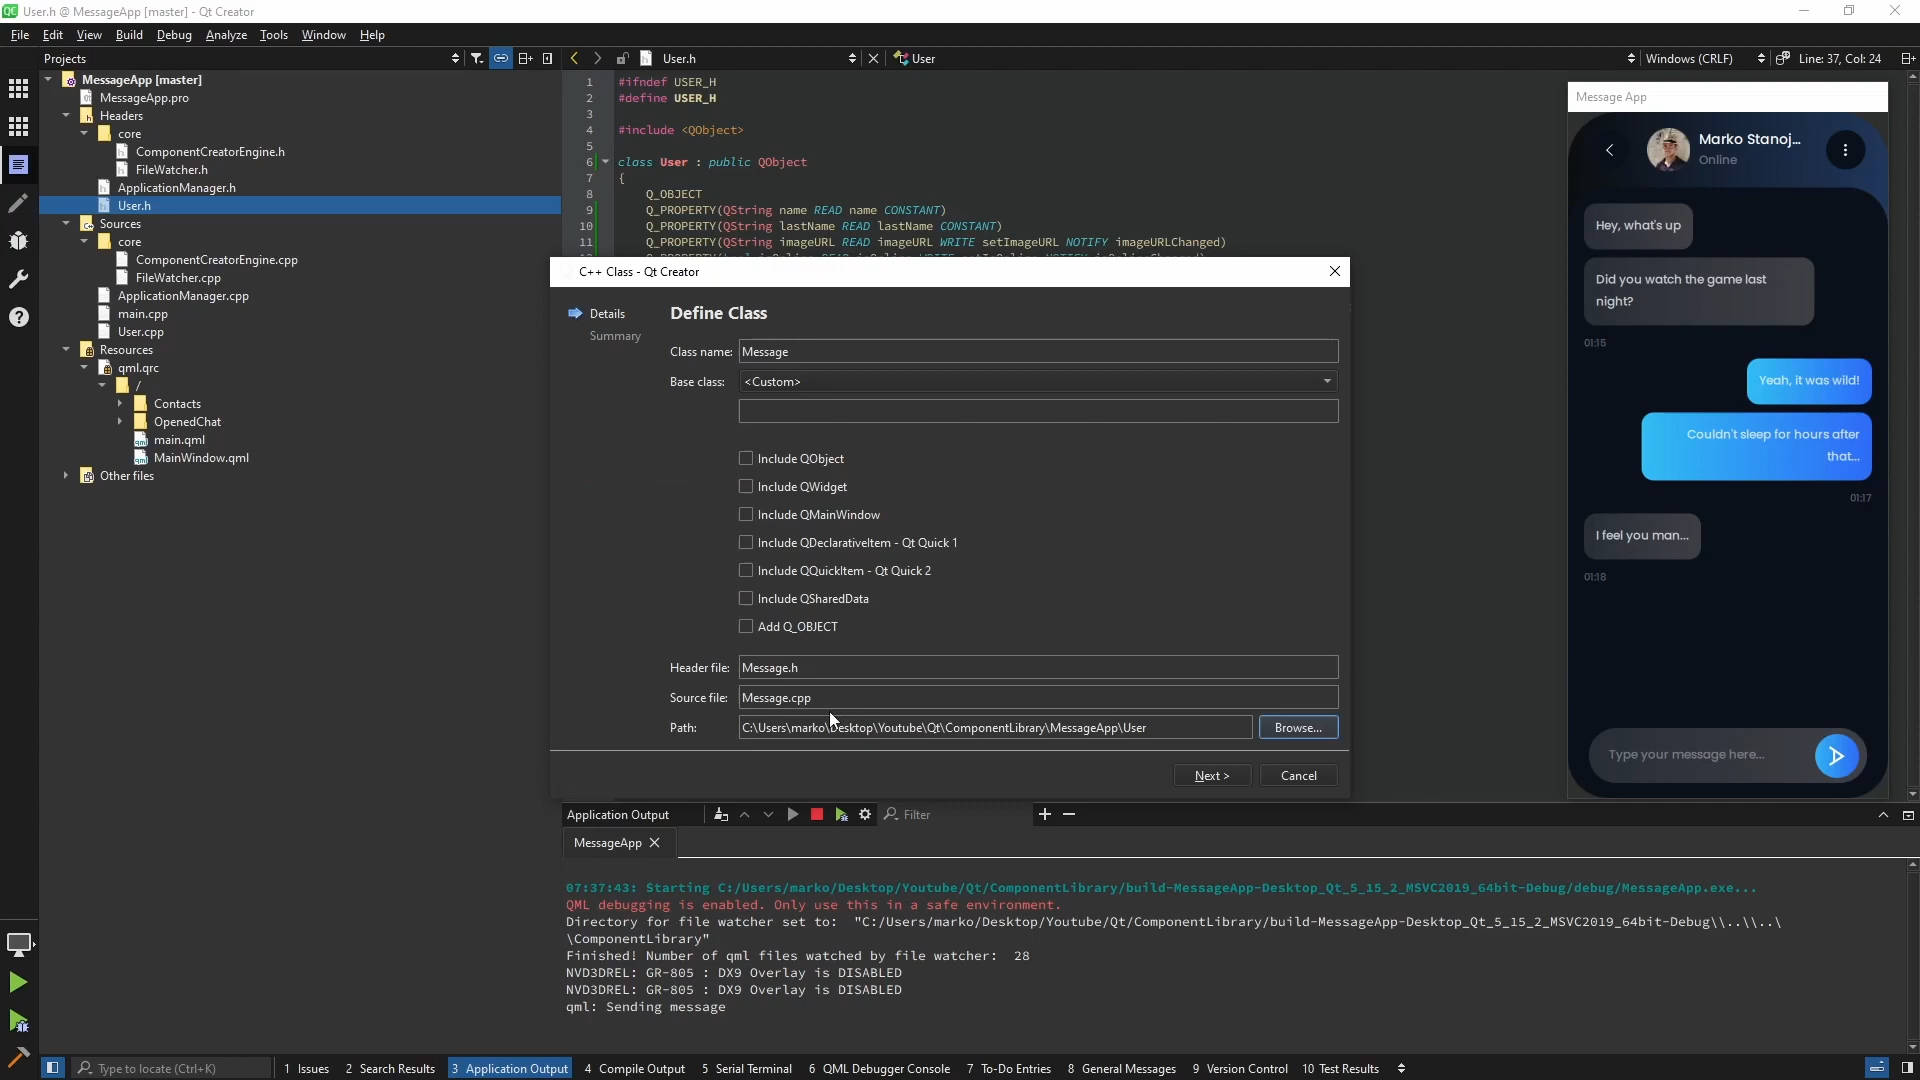 User.h @ MessageApp [master] - Qt Creator
File Edit View Build Debug Analyze Tools Window Help
Projects
User.h
User
Windows (CRLF)
Line: 37, Col: 24
MessageApp [master]
MessageApp.pro
Headers
core
ComponentCreatorEngine.h
FileWatcher.h
ApplicationManager.h
User.h
Sources
core
ComponentCreatorEngine.cpp
FileWatcher.cpp
ApplicationManager.cpp
main.cpp
User.cpp
Resources
qml.qrc
/
Contacts
OpenedChat
main.qml
MainWindow.qml
Other files
1 #ifndef USER_H
2 #define USER_H
3
4 #include <QObject>
5
6 class User : public QObject
7 {
8 Q_OBJECT
9 Q_PROPERTY(QString name READ name CONSTANT)
10 Q_PROPERTY(QString lastName READ lastName CONSTANT)
11 Q_PROPERTY(QString imageURL READ imageURL WRITE setImageURL NOTIFY imageURLChanged)
C++ Class - Qt Creator
Details
Summary
Define Class
Class name: Message
Base class: <Custom>
Include QObject
Include QWidget
Include QMainWindow
Include QDeclarativeItem - Qt Quick 1
Include QQuickItem - Qt Quick 2
Include QSharedData
Add Q_OBJECT
Header file: Message.h
Source file: Message.cpp
Path: C:\Users\marko\Desktop\Youtube\Qt\ComponentLibrary\MessageApp\User
Browse...
Next >
Cancel
Message App
Marko Stanoj...
Online
Hey, what's up
Did you watch the game last
night?
01:15
Yeah, it was wild!
Couldn't sleep for hours after
that...
01:17
I feel you man...
01:18
Type your message here...
Application Output
Filter
MessageApp
07:37:43: Starting C:/Users/marko/Desktop/Youtube/Qt/ComponentLibrary/build-MessageApp-Desktop_Qt_5_15_2_MSVC2019_64bit-Debug/debug/MessageApp.exe...
QML debugging is enabled. Only use this in a safe environment.
Directory for file watcher set to:  "C:/Users/marko/Desktop/Youtube/Qt/ComponentLibrary/build-MessageApp-Desktop_Qt_5_15_2_MSVC2019_64bit-Debug\\..\\..\
\ComponentLibrary"
Finished! Number of qml files watched by file watcher:  28
NVD3DREL: GR-805 : DX9 Overlay is DISABLED
NVD3DREL: GR-805 : DX9 Overlay is DISABLED
qml: Sending message
Type to locate (Ctrl+K)
1 Issues
2 Search Results
3 Application Output
4 Compile Output
5 Serial Terminal
6 QML Debugger Console
7 To-Do Entries
8 General Messages
9 Version Control
10 Test Results